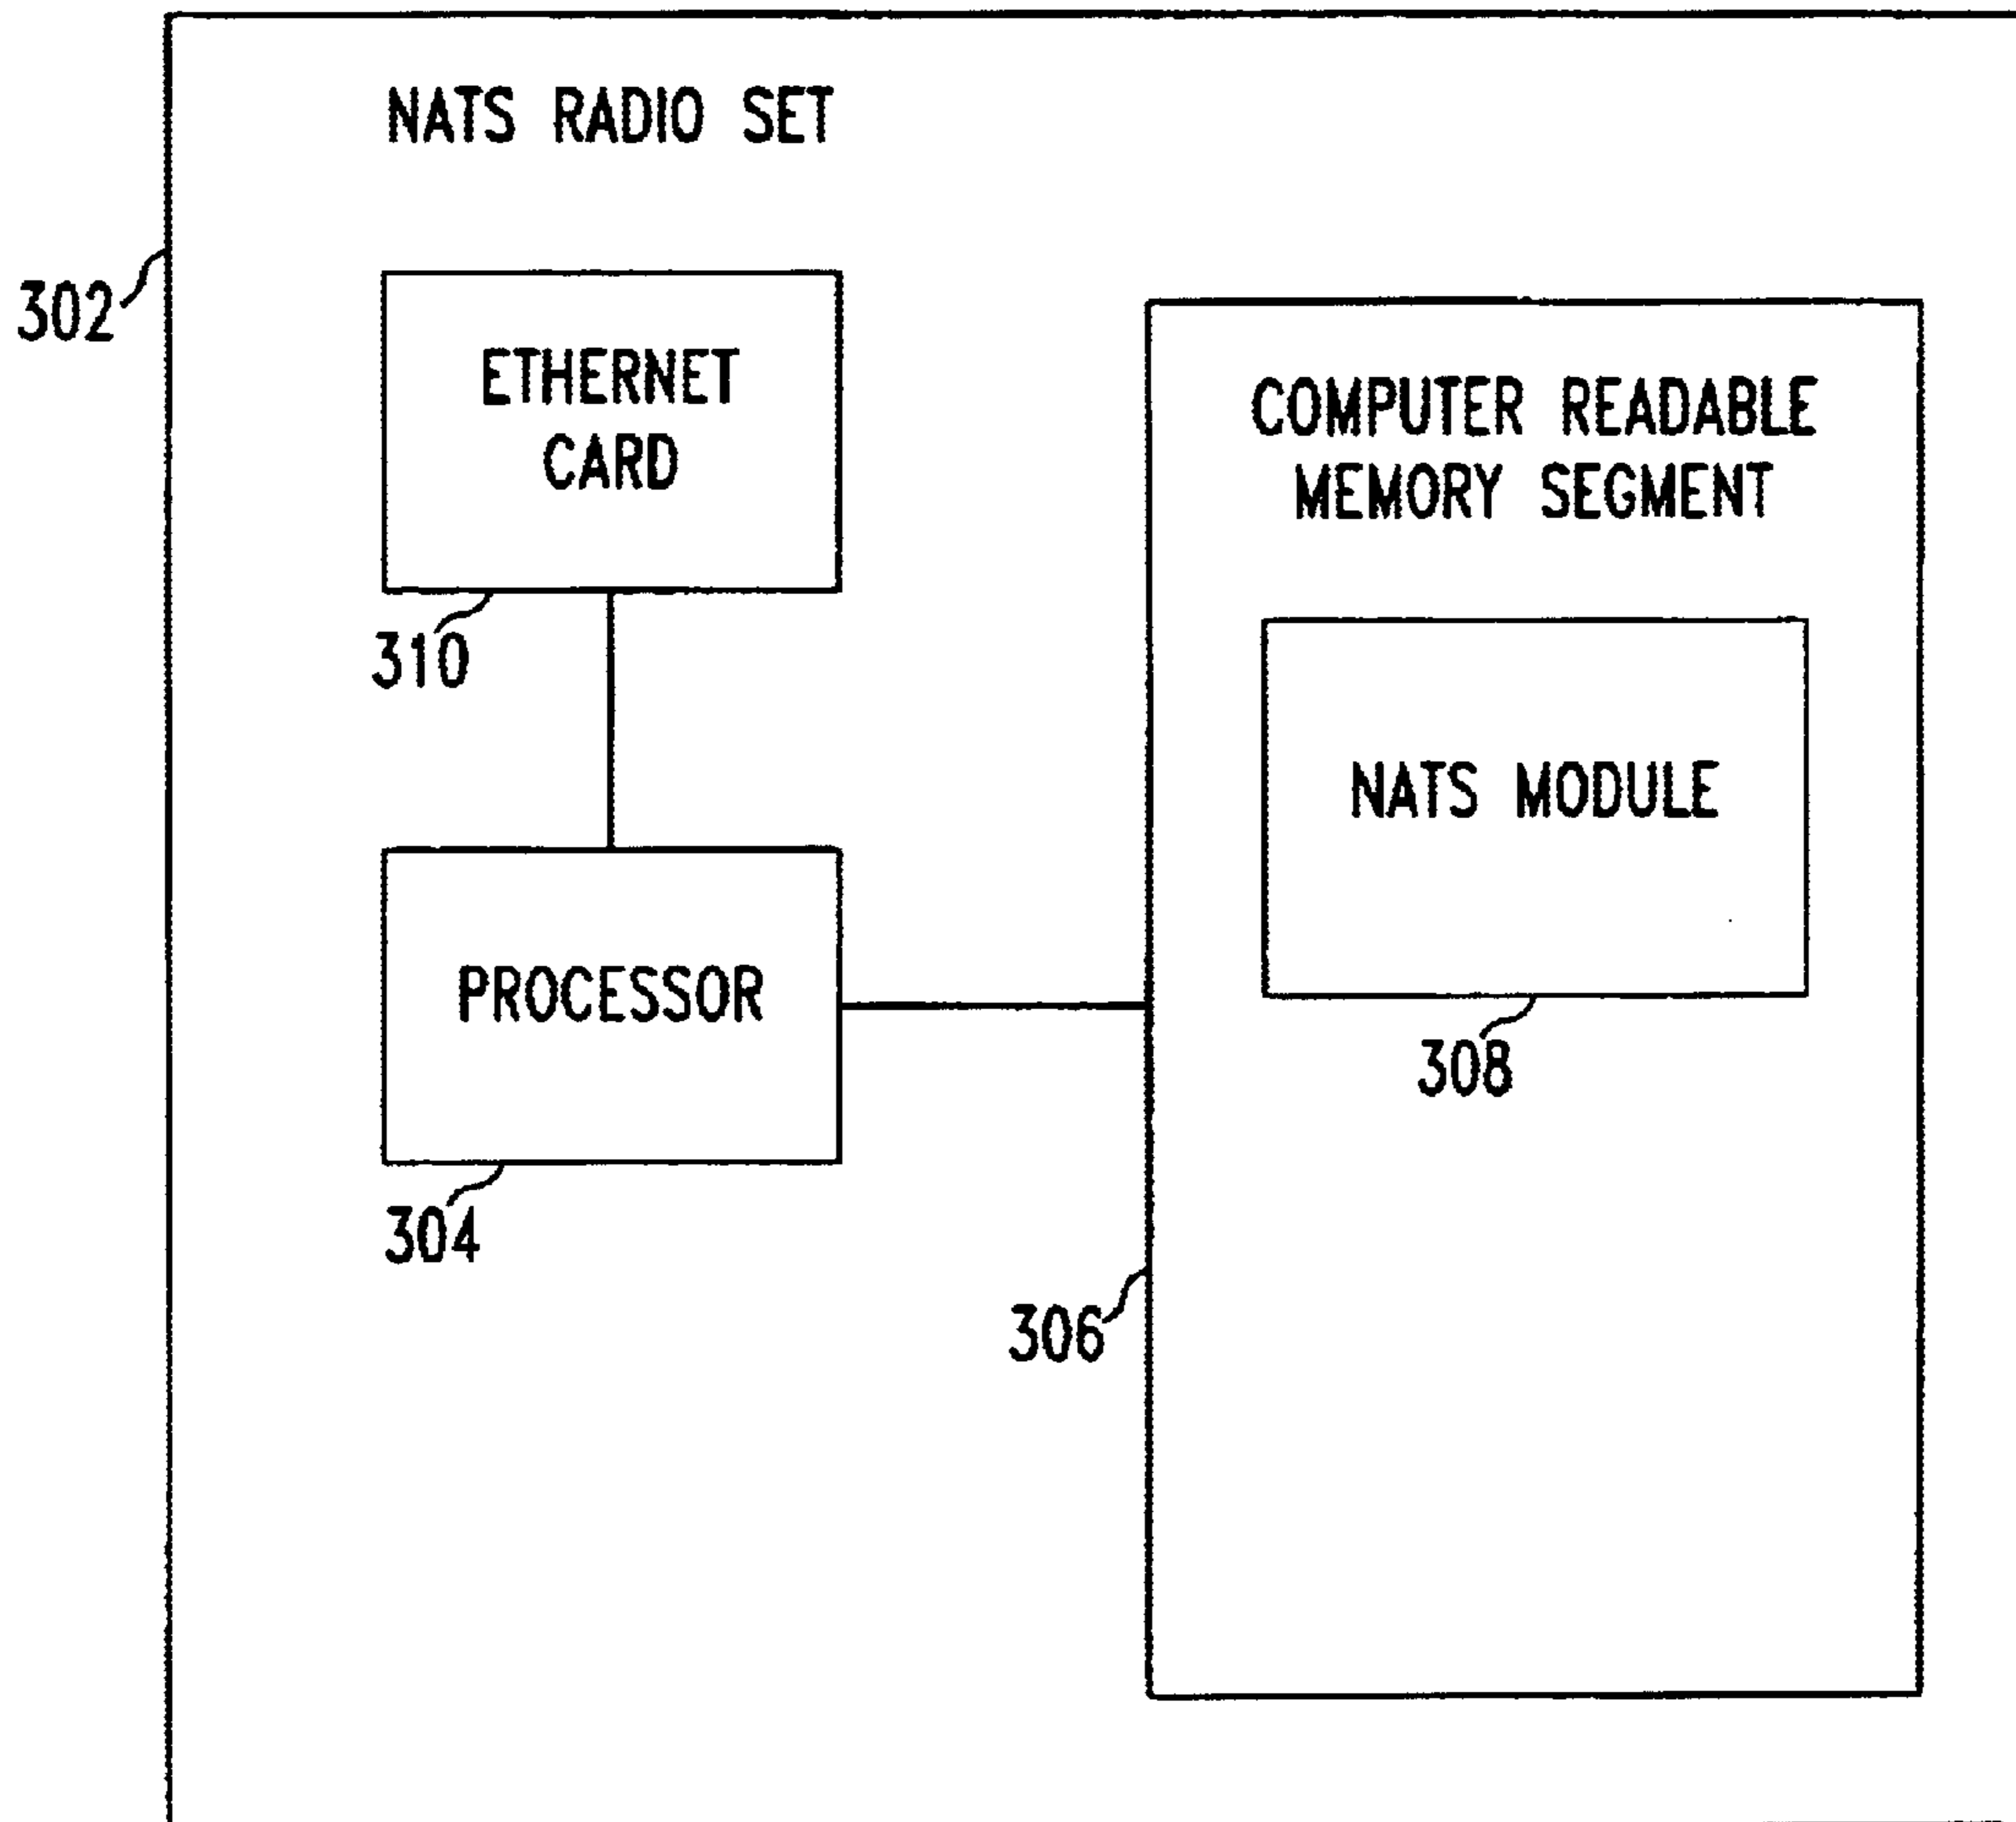 NATS RADIO SET
302
ETHERNET
CARD
310
COMPUTER READABLE
MEMORY SEGMENT
NATS MODULE
308
PROCESSOR
304
306